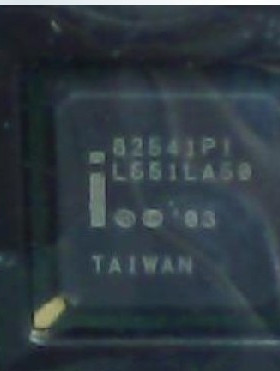 82541PI
L551LA50
i
ⓜ ⓒ '03
TAIWAN